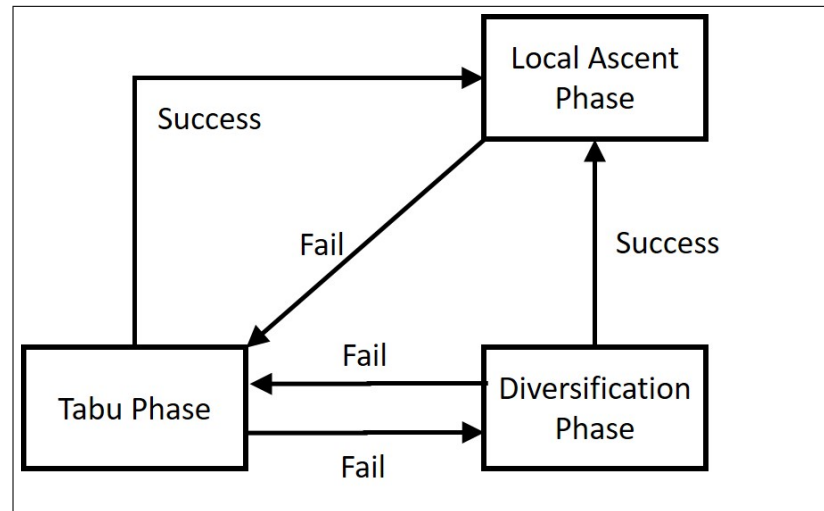 Local Ascent
Phase
Success
Fail
Success
Fail
Tabu Phase
Diversification
Phase
Fail